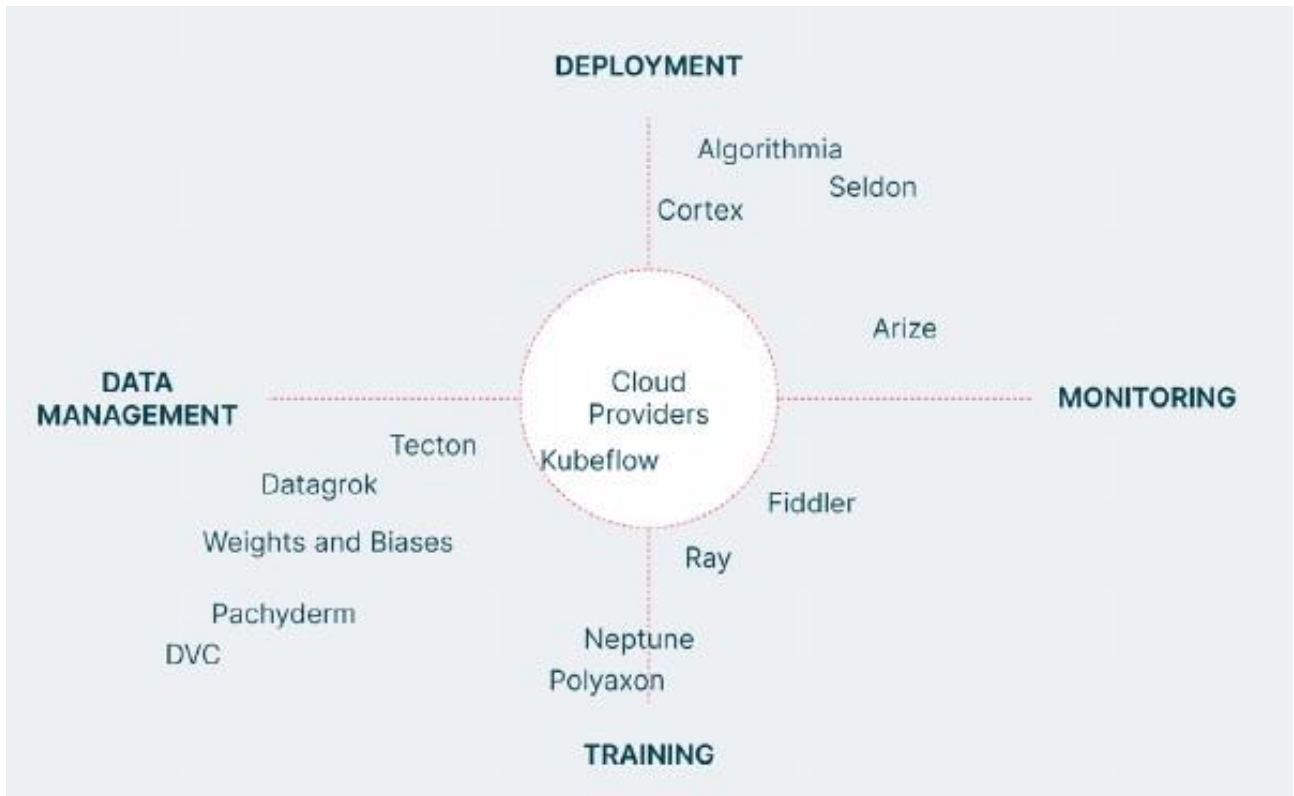 DEPLOYMENT
Algorithmia
Seldon
Cortex
Arize
Cloud
Providers
Kubeflow
DATA
MANAGEMENT
MONITORING
Tecton
Datagrok
Weights and Biases
Pachyderm
DVC
Fiddler
Ray
Neptune
Polyaxon
TRAINING